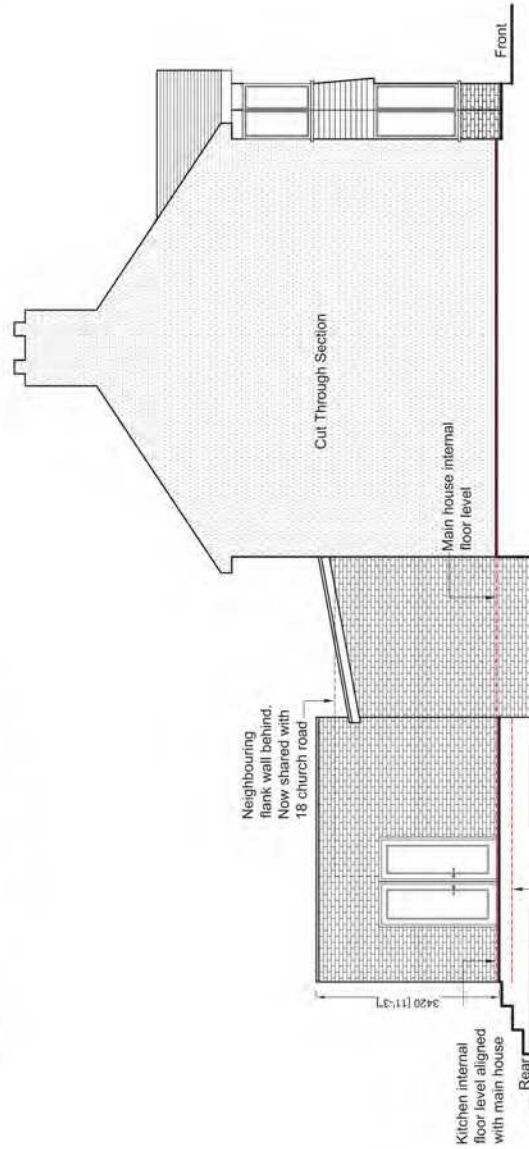 Front
Cut Through Section
Main house internal
floor level
Neighbouring
flank wall behind.
Now shared with
18 church road
3420 [11'-3"]
Kitchen internal
floor level aligned
with main house
Rear